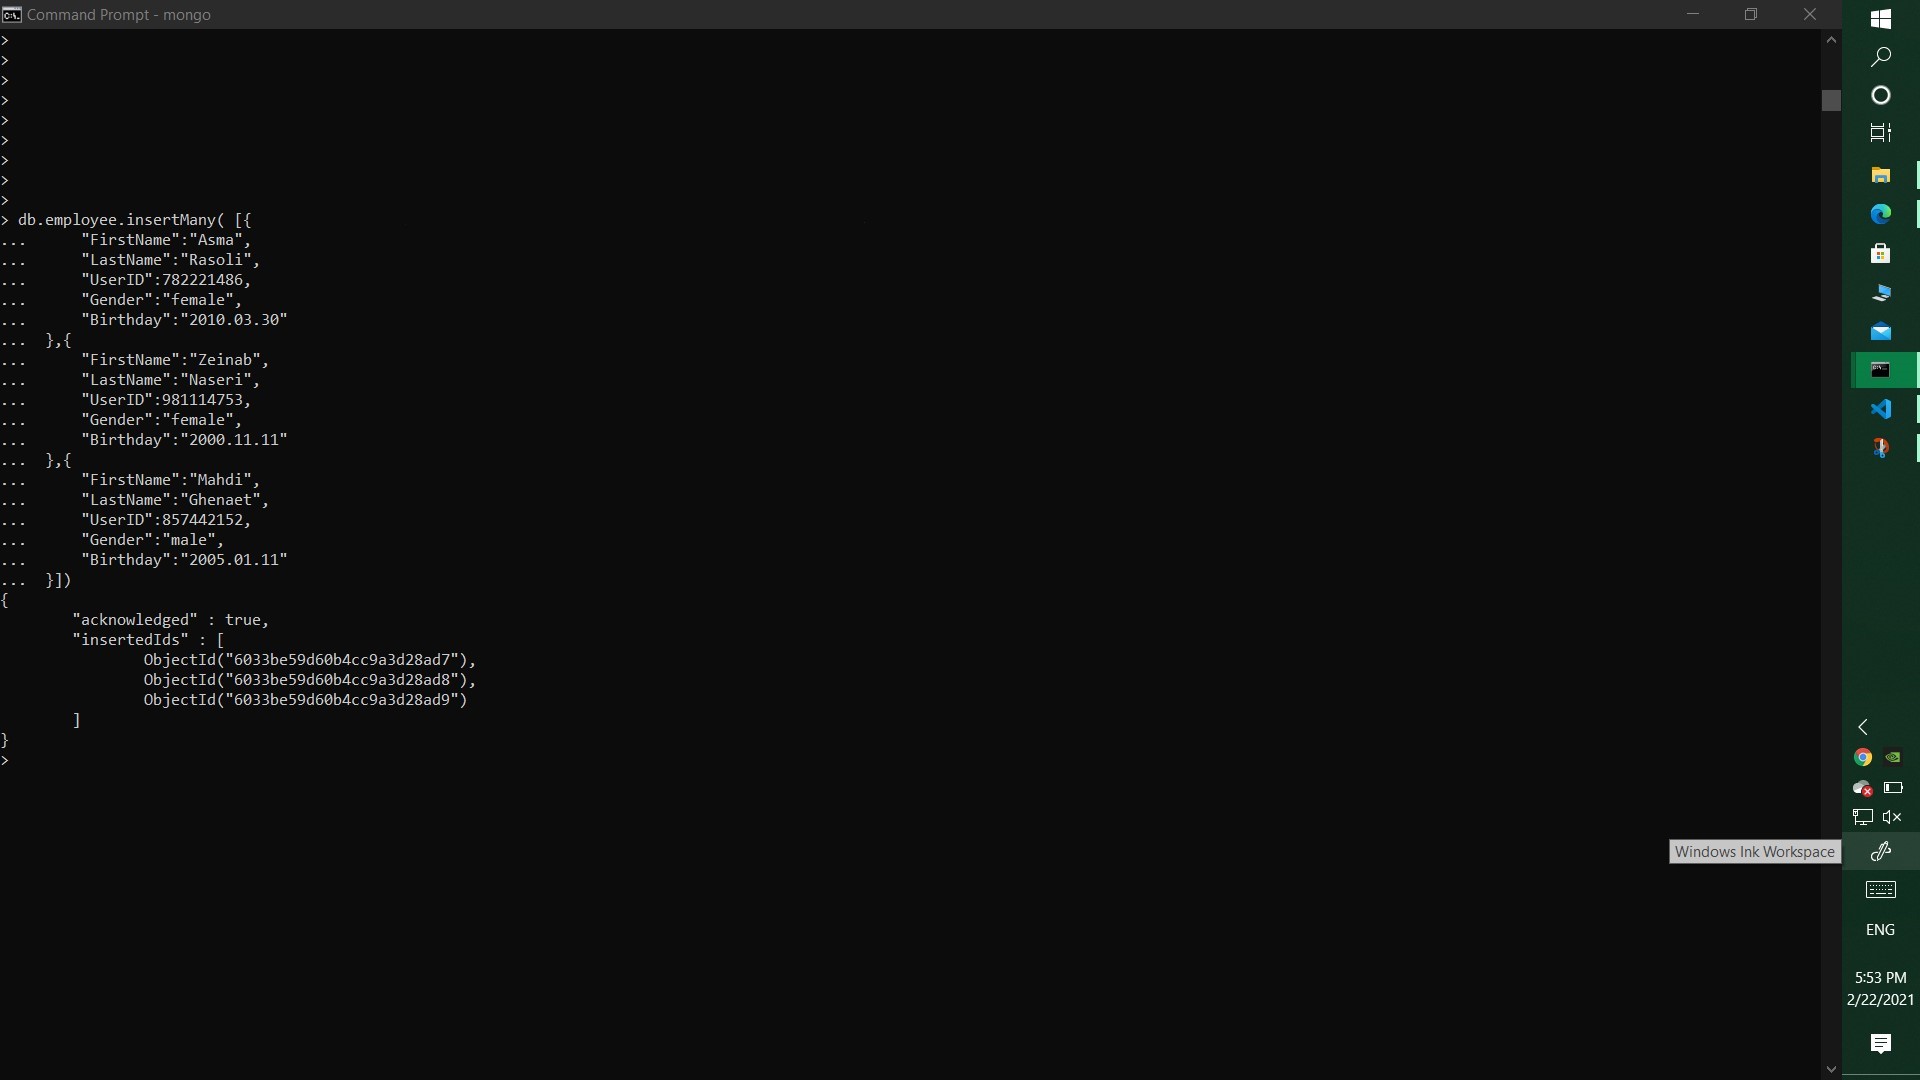 Command Prompt - mongo
>
>
>
>
>
>
>
>
>
> db.employee.insertMany( [{
...      "FirstName":"Asma",
...      "LastName":"Rasoli",
...      "UserID":782221486,
...      "Gender":"female",
...      "Birthday":"2010.03.30"
...  },{
...      "FirstName":"Zeinab",
...      "LastName":"Naseri",
...      "UserID":981114753,
...      "Gender":"female",
...      "Birthday":"2000.11.11"
...  },{
...      "FirstName":"Mahdi",
...      "LastName":"Ghenaet",
...      "UserID":857442152,
...      "Gender":"male",
...      "Birthday":"2005.01.11"
...  }])
{
        "acknowledged" : true,
        "insertedIds" : [
                ObjectId("6033be59d60b4cc9a3d28ad7"),
                ObjectId("6033be59d60b4cc9a3d28ad8"),
                ObjectId("6033be59d60b4cc9a3d28ad9")
        ]
}
>
Windows Ink Workspace
ENG
5:53 PM
2/22/2021